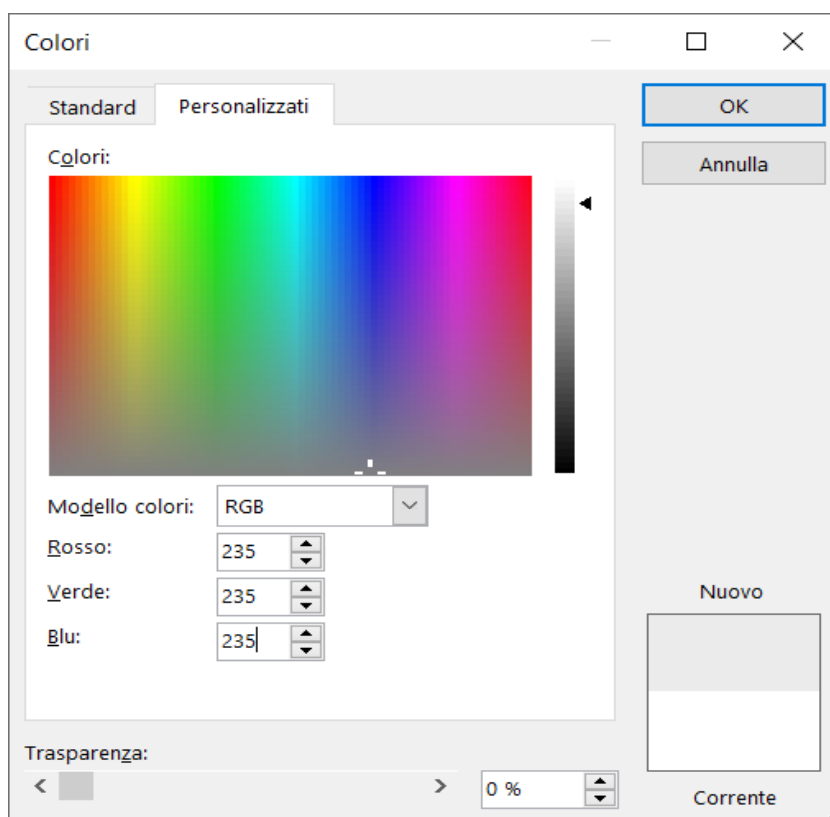 Colori
Standard Personalizzati
OK
Annulla
Colori:
Modello colori: RGB
Rosso: 235
Verde: 235
Blu: 235
Nuovo
Corrente
Trasparenza:
0 %